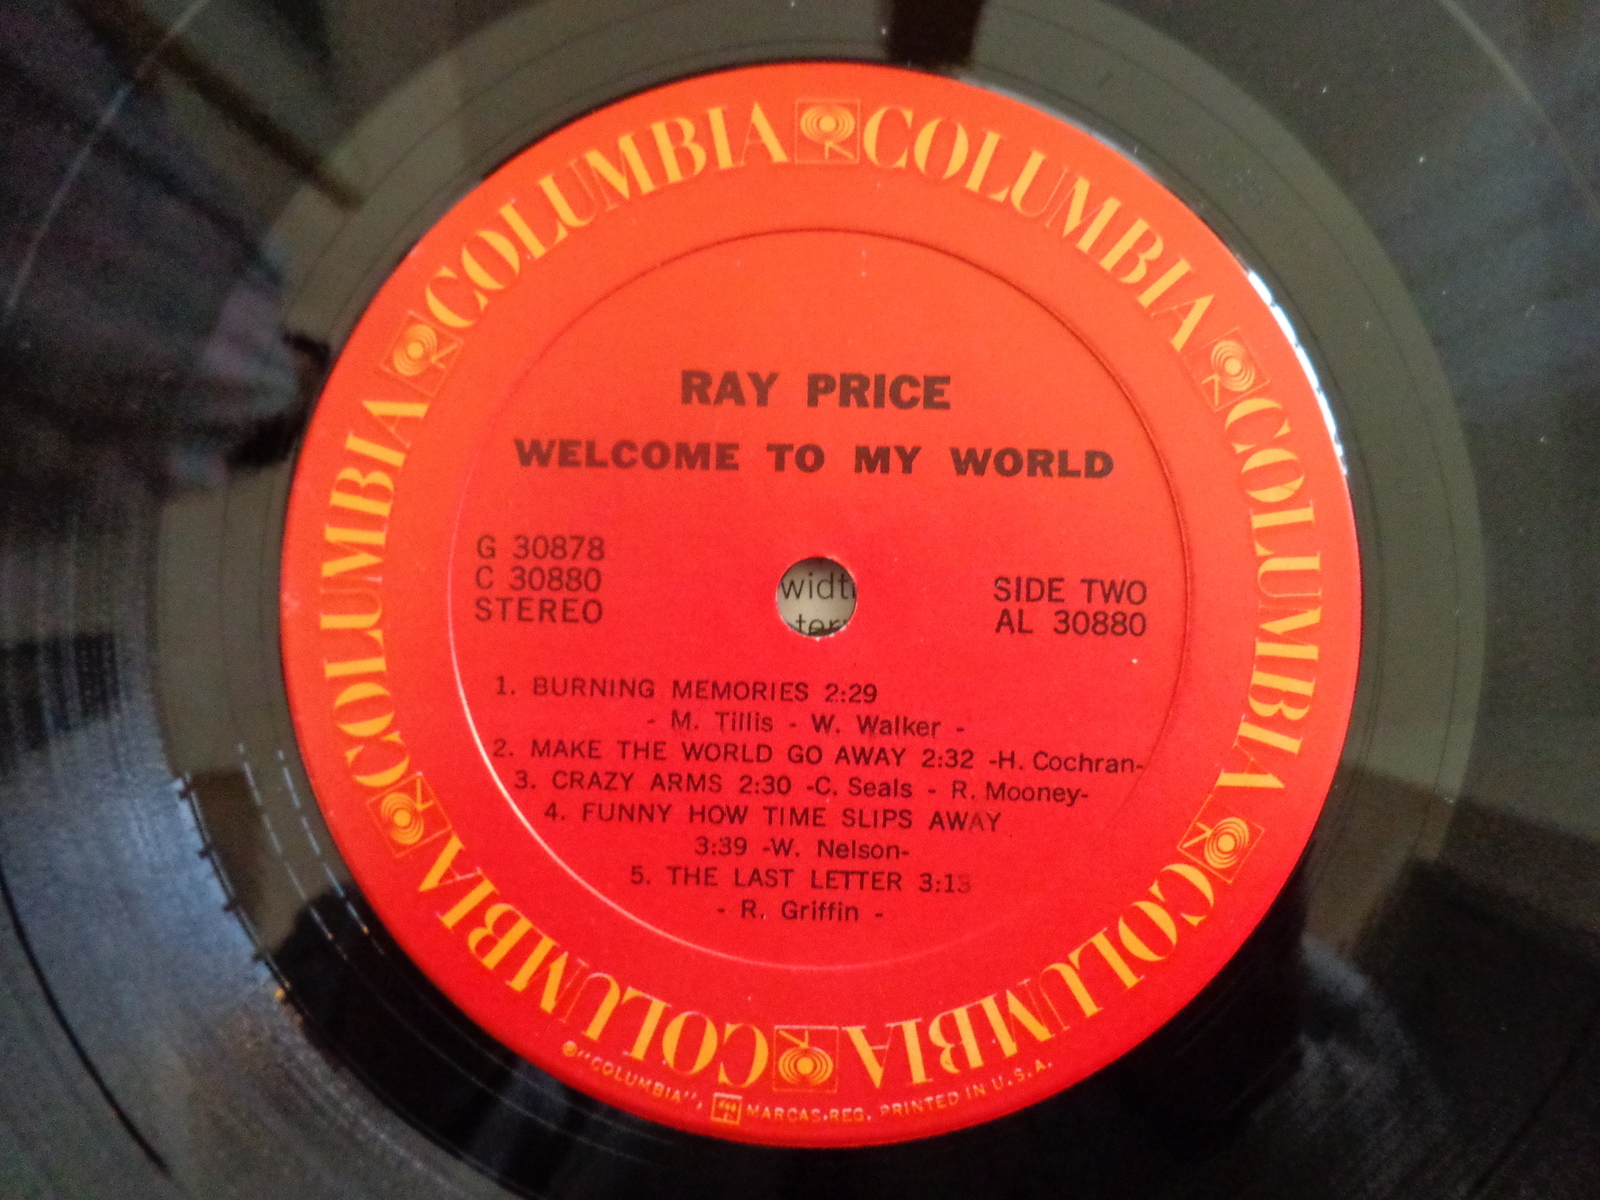 COLUMBIA COLUMBIA COLUMBIA COLUMBIA COLUMBIA COLUMBIA
RAY PRICE
WELCOME TO MY WORLD
G 30878
C 30880
STEREO
SIDE TWO
AL 30880
1. BURNING MEMORIES 2:29
- M. Tillis - W. Walker -
2. MAKE THE WORLD GO AWAY 2:32 -H. Cochran-
3. CRAZY ARMS 2:30 -C. Seals - R. Mooney-
4. FUNNY HOW TIME SLIPS AWAY
3:39 -W. Nelson-
5. THE LAST LETTER 3:13
- R. Griffin -
"COLUMBIA", MARCAS REG. PRINTED IN U.S.A.